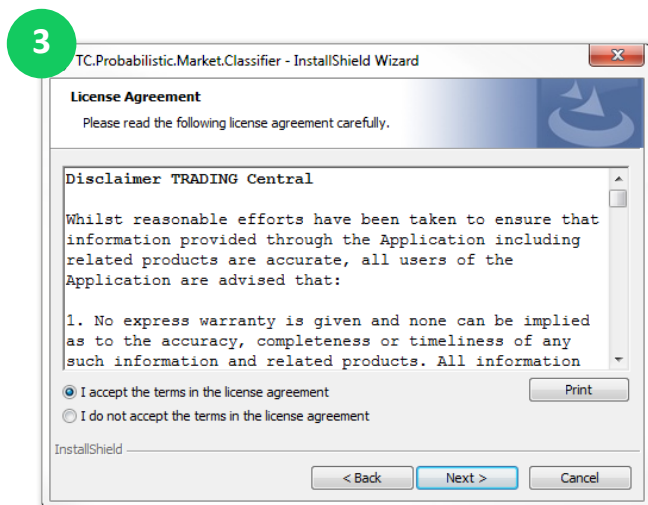 3
TC.Probabilistic.Market.Classifier - InstallShield Wizard
License Agreement
Please read the following license agreement carefully.
Disclaimer TRADING Central
Whilst reasonable efforts have been taken to ensure that
information provided through the Application including
related products are accurate, all users of the
Application are advised that:
1. No express warranty is given and none can be implied
as to the accuracy, completeness or timeliness of any
such information and related products. All information
I accept the terms in the license agreement
Print
I do not accept the terms in the license agreement
InstallShield
< Back Next > Cancel